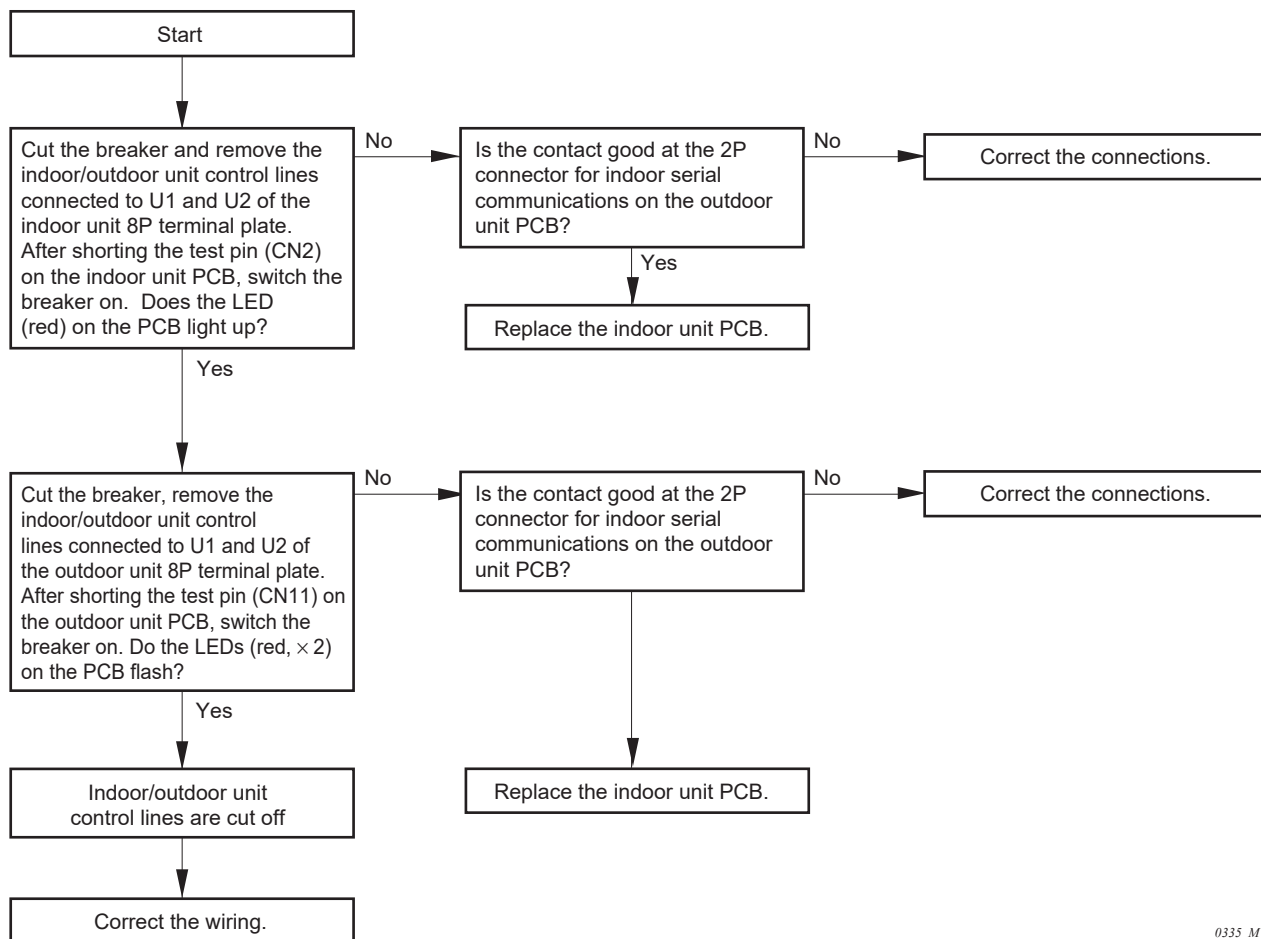 Start
Cut the breaker and remove the
indoor/outdoor unit control lines
connected to U1 and U2 of the
indoor unit 8P terminal plate.
After shorting the test pin (CN2)
on the indoor unit PCB, switch the
breaker on. Does the LED
(red) on the PCB light up?
No
Is the contact good at the 2P
connector for indoor serial
communications on the outdoor
unit PCB?
No
Correct the connections.
Yes
Replace the indoor unit PCB.
Yes
Cut the breaker, remove the
indoor/outdoor unit control
lines connected to U1 and U2 of
the outdoor unit 8P terminal plate.
After shorting the test pin (CN11) on
the outdoor unit PCB, switch the
breaker on. Do the LEDs (red, × 2)
on the PCB flash?
No
Is the contact good at the 2P
connector for indoor serial
communications on the outdoor
unit PCB?
No
Correct the connections.
Yes
Replace the indoor unit PCB.
Indoor/outdoor unit
control lines are cut off
Correct the wiring.
0335_M